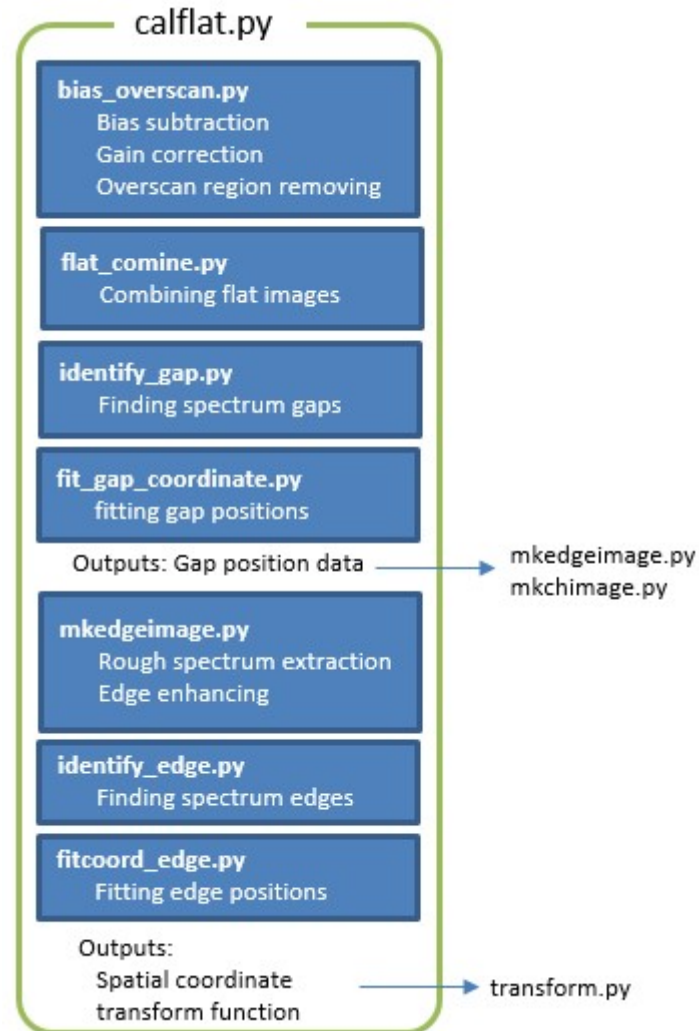 calflat.py
bias_overscan.py
Bias subtraction
Gain correction
Overscan region removing
flat_comine.py
Combining flat images
identify_gap.py
Finding spectrum gaps
fit_gap_coordinate.py
fitting gap positions
Outputs: Gap position data
mkedgeimage.py
mkchimage.py
mkedgeimage.py
Rough spectrum extraction
Edge enhancing
identify_edge.py
Finding spectrum edges
fitcoord_edge.py
Fitting edge positions
Outputs:
Spatial coordinate
transform function
transform.py